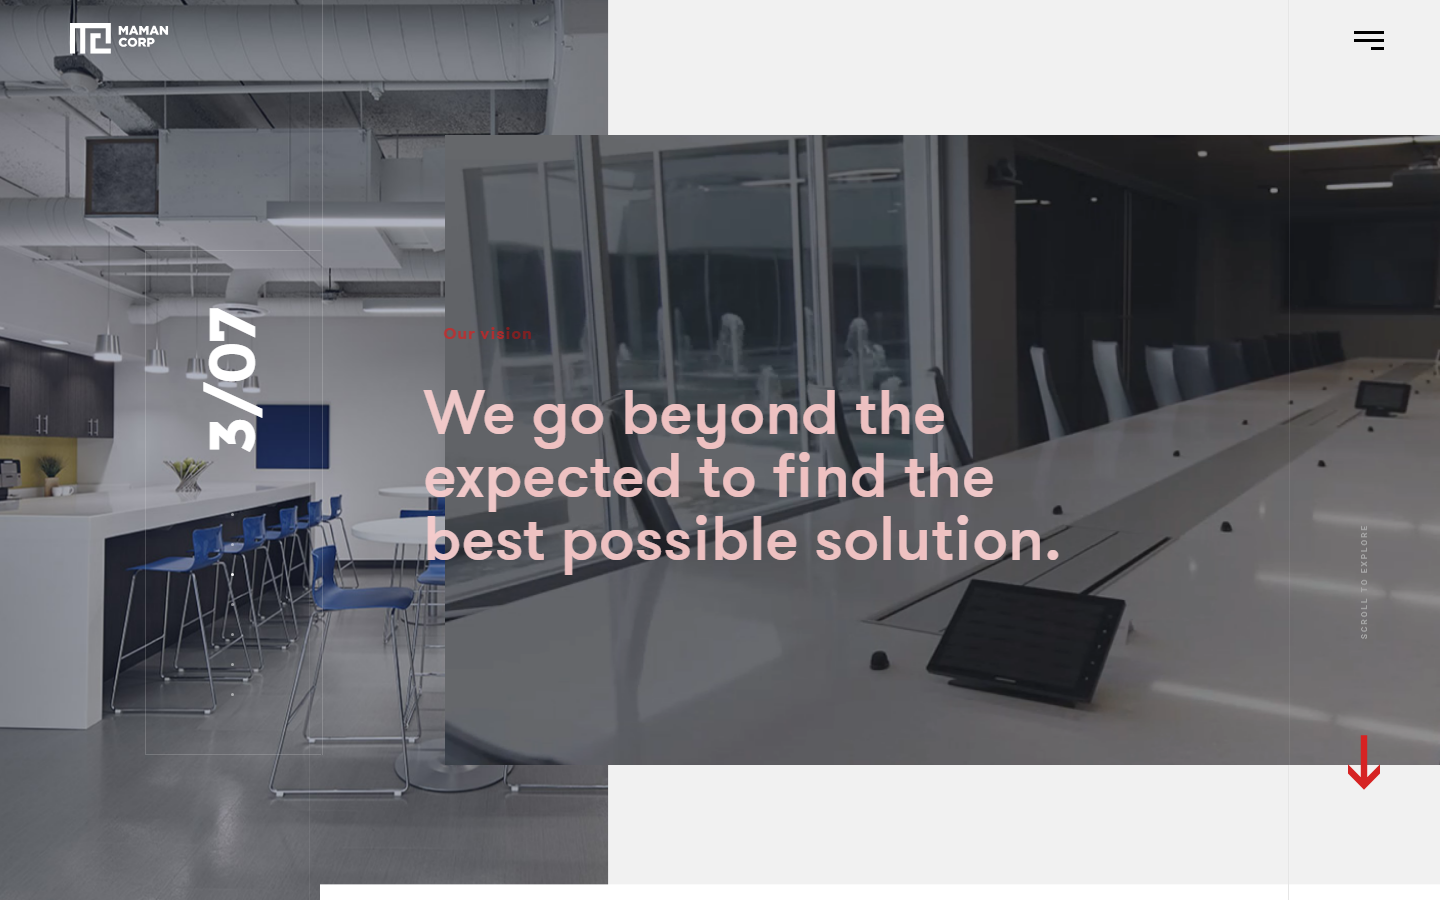 MAMAN
CORP
3/07
Our vision
We go beyond the
expected to find the
best possible solution.
SCROLL TO EXPLORE